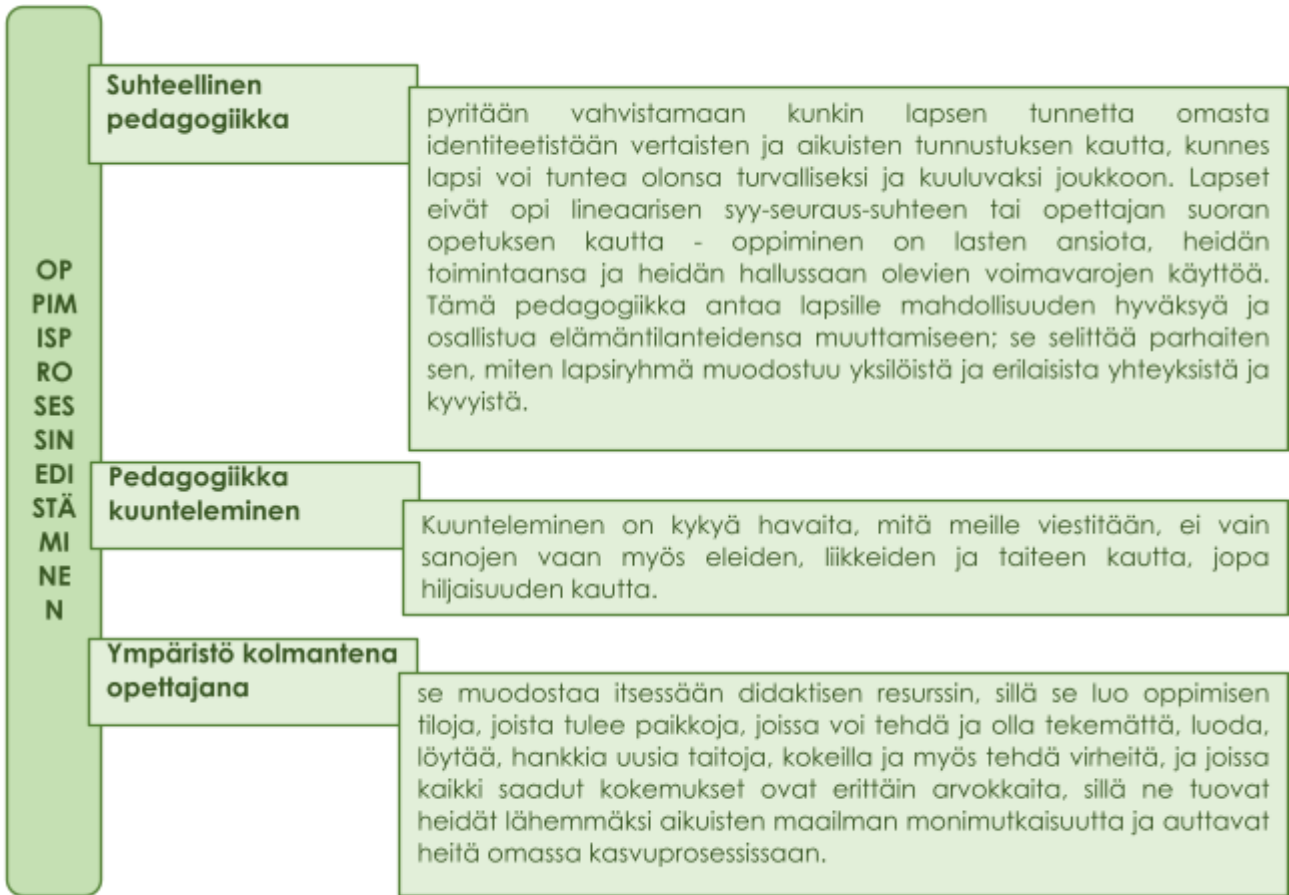 OP
PIM
ISP
RO
SES
SIN
EDI
STÄ
MI
NE
N
Suhteellinen
pedagogiikka
pyritään vahvistamaan kunkin lapsen tunnetta omasta
identiteetistään vertaisten ja aikuisten tunnustuksen kautta, kunnes
lapsi voi tuntea olonsa turvalliseksi ja kuuluvaksi joukkoon. Lapset
eivät opi lineaarisen syy-seuraus-suhteen tai opettajan suoran
opetuksen kautta - oppiminen on lasten ansiota, heidän
toimintaansa ja heidän hallussaan olevien voimavarojen käyttöä.
Tämä pedagogiikka antaa lapsille mahdollisuuden hyväksyä ja
osallistua elämäntilanteidensa muuttamiseen; se selittää parhaiten
sen, miten lapsiryhmä muodostuu yksilöistä ja erilaisista yhteyksistä ja
kyvyistä.
Pedagogiikka
kuunteleminen
Kuunteleminen on kykyä havaita, mitä meille viestitään, ei vain
sanojen vaan myös eleiden, liikkeiden ja taiteen kautta, jopa
hiljaisuuden kautta.
Ympäristö kolmantena
opettajana
se muodostaa itsessään didaktisen resurssin, sillä se luo oppimisen
tiloja, joista tulee paikkoja, joissa voi tehdä ja olla tekemättä, luoda,
löytää, hankkia uusia taitoja, kokeilla ja myös tehdä virheitä, ja joissa
kaikki saadut kokemukset ovat erittäin arvokkaita, sillä ne tuovat
heidät lähemmäksi aikuisten maailman monimutkaisuutta ja auttavat
heitä omassa kasvuprosessissaan.